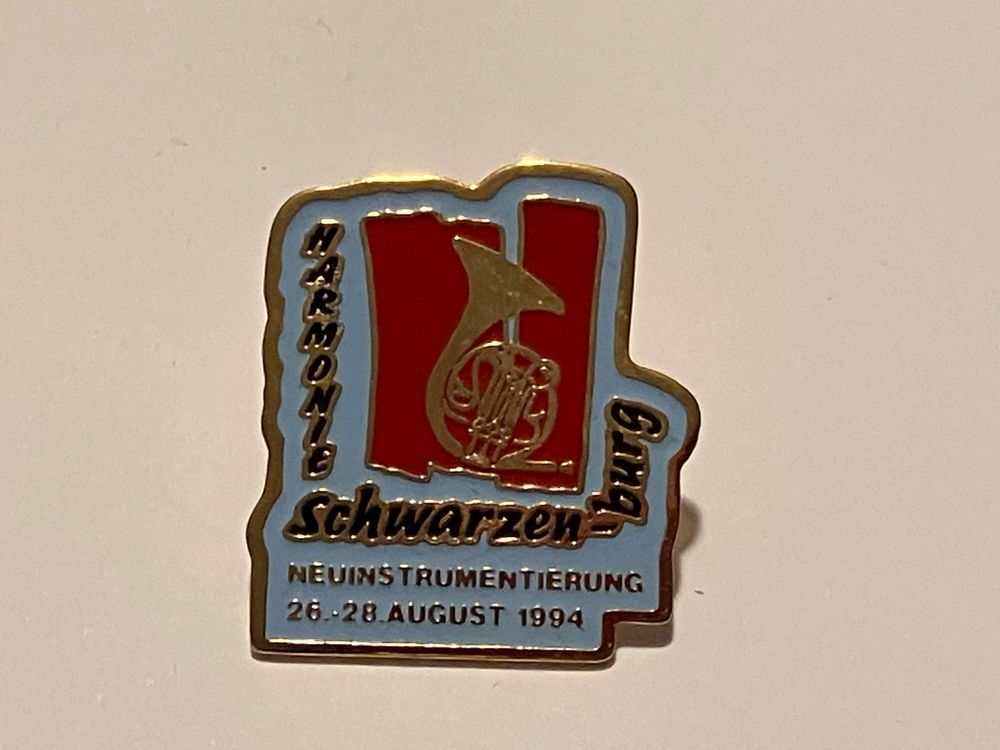 HARMONIE
Schwarzen-burg
NEUINSTRUMENTIERUNG
26.-28.AUGUST 1994